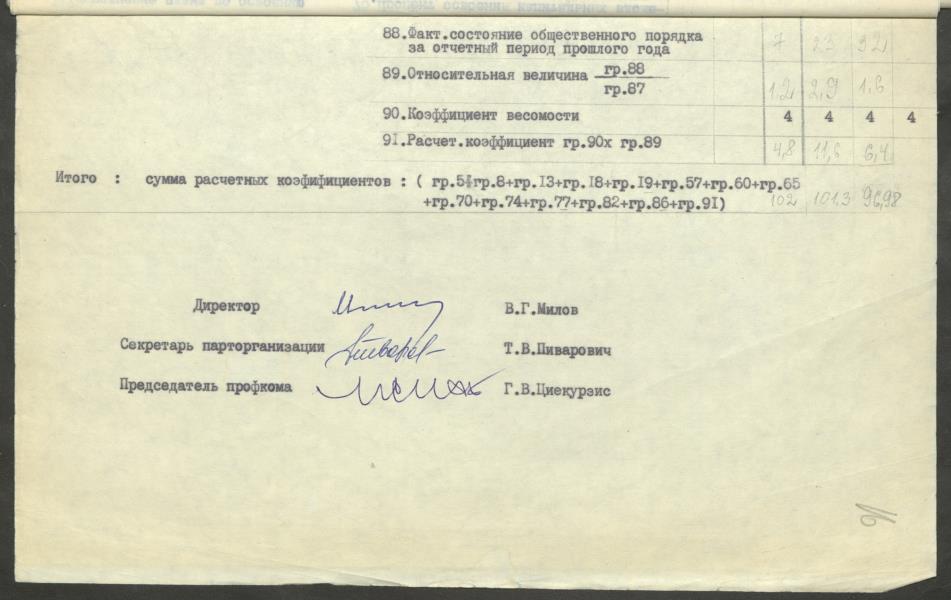 88.Факт.состояние общественного порядка
за отчетный период прошлого года 7 23 32
89.Относительная величина гр.88
гр.87 1,2 2,9 1,6
90.Коэффициент весомости 4 4 4 4
91.Расчет.коэффициент гр.90х гр.89 4,8 11,6 6,4
Итого : сумма расчетных коэфифициентов : ( гр.5+гр.8+гр.13+гр.18+гр.19+гр.57+гр.60+гр.65
+гр.70+гр.74+гр.77+гр.82+гр.86+гр.91) 102 101,3 96,98
Директор В.Г.Милов
Секретарь парторганизации Т.В.Пиварович
Председатель профкома Г.В.Циекурзис